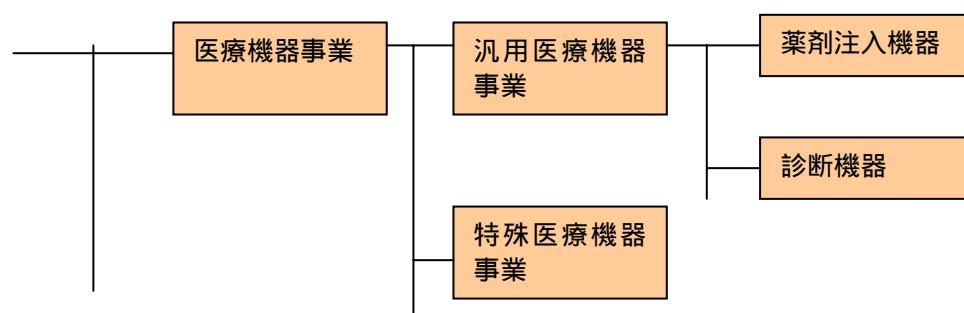 医療機器事業
汎用医療機器
事業
薬剤注入機器
診断機器
特殊医療機器
事業